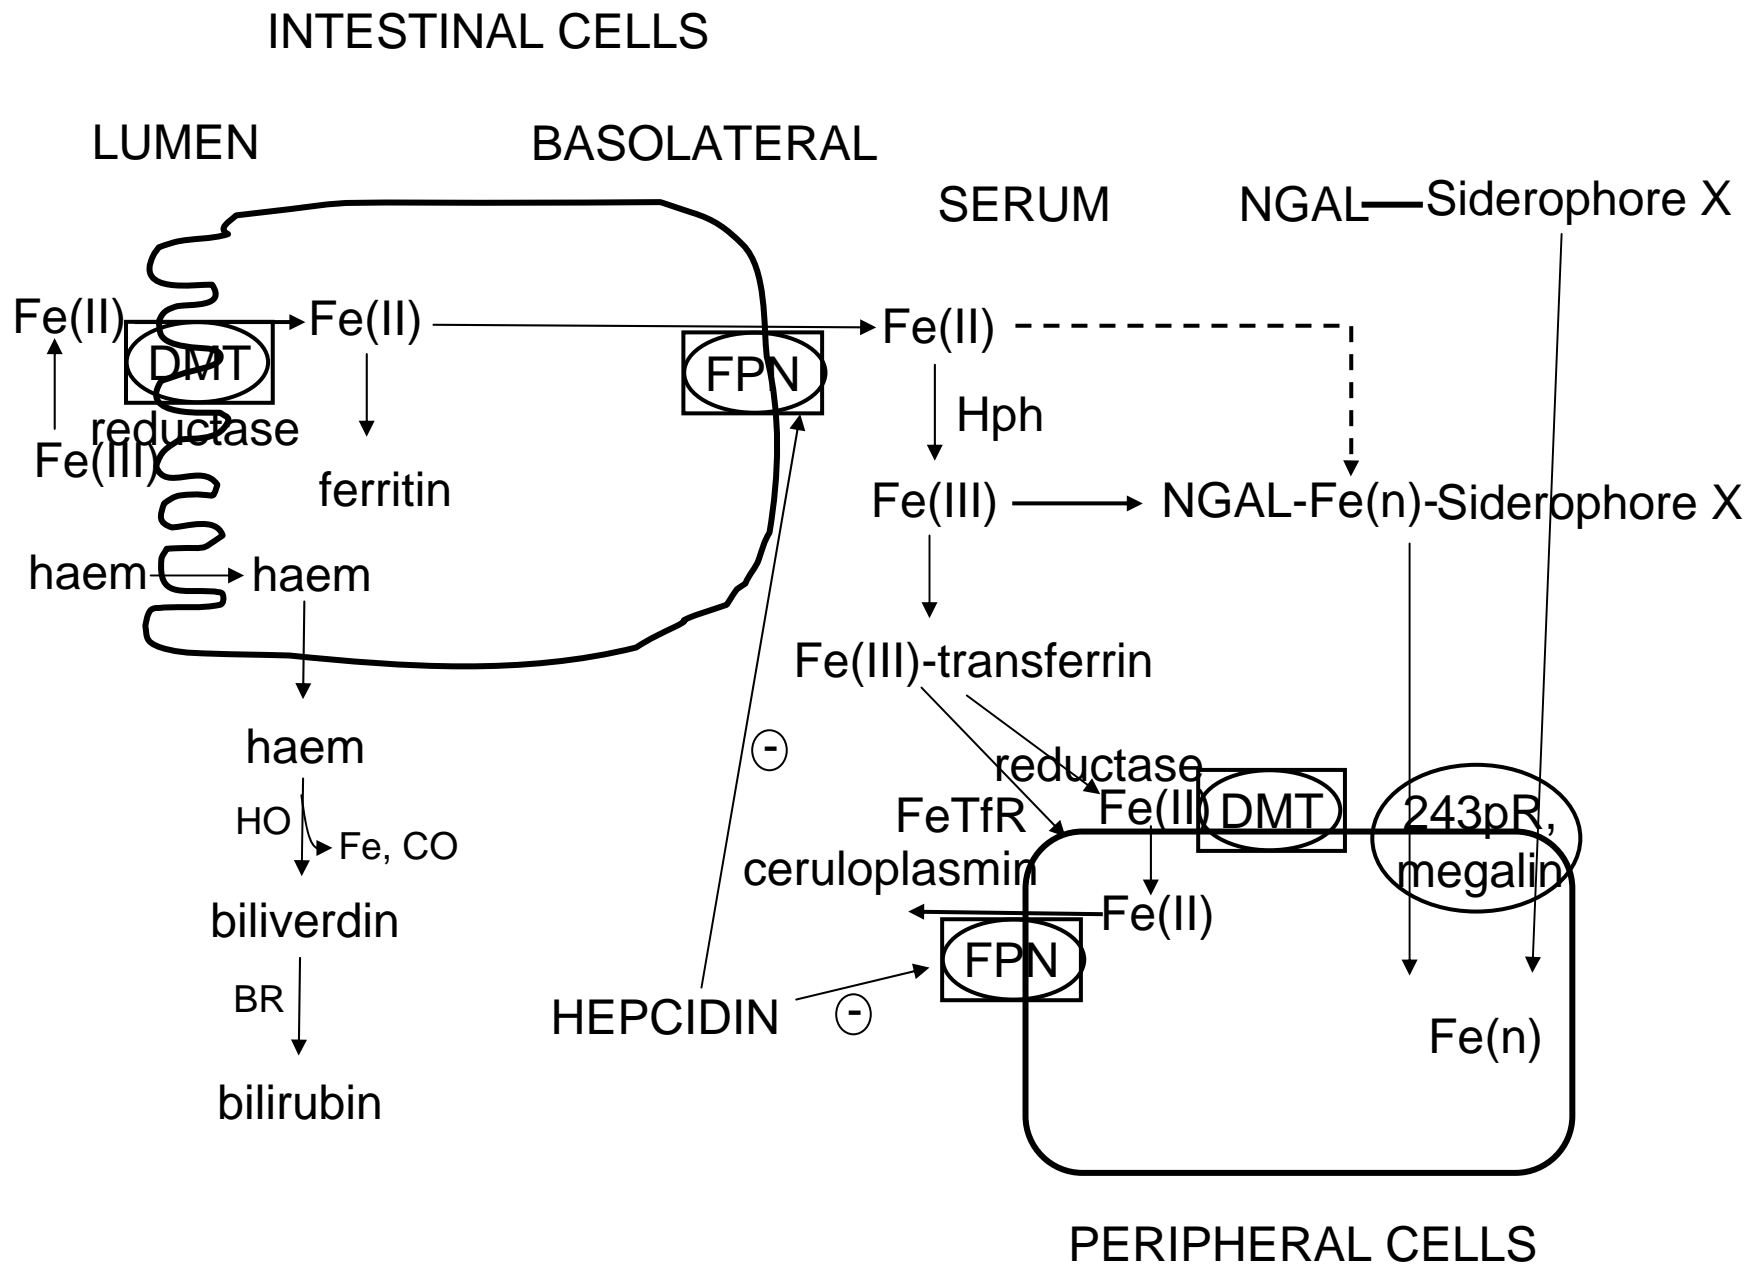 INTESTINAL CELLS
LUMEN
BASOLATERAL
SERUM
NGAL
Siderophore X
Fe(II)
Fe(II)
Fe(II)
DMT
FPN
Hph
reductase
Fe(III)
ferritin
Fe(III)
NGAL-Fe(n)-Siderophore X
haem
haem
Fe(III)-transferrin
haem
-
reductase
HO
Fe, CO
FeTfR
Fe(II)
DMT
243pR,
megalin
ceruloplasmin
biliverdin
Fe(II)
FPN
BR
HEPCIDIN
-
Fe(n)
bilirubin
PERIPHERAL CELLS